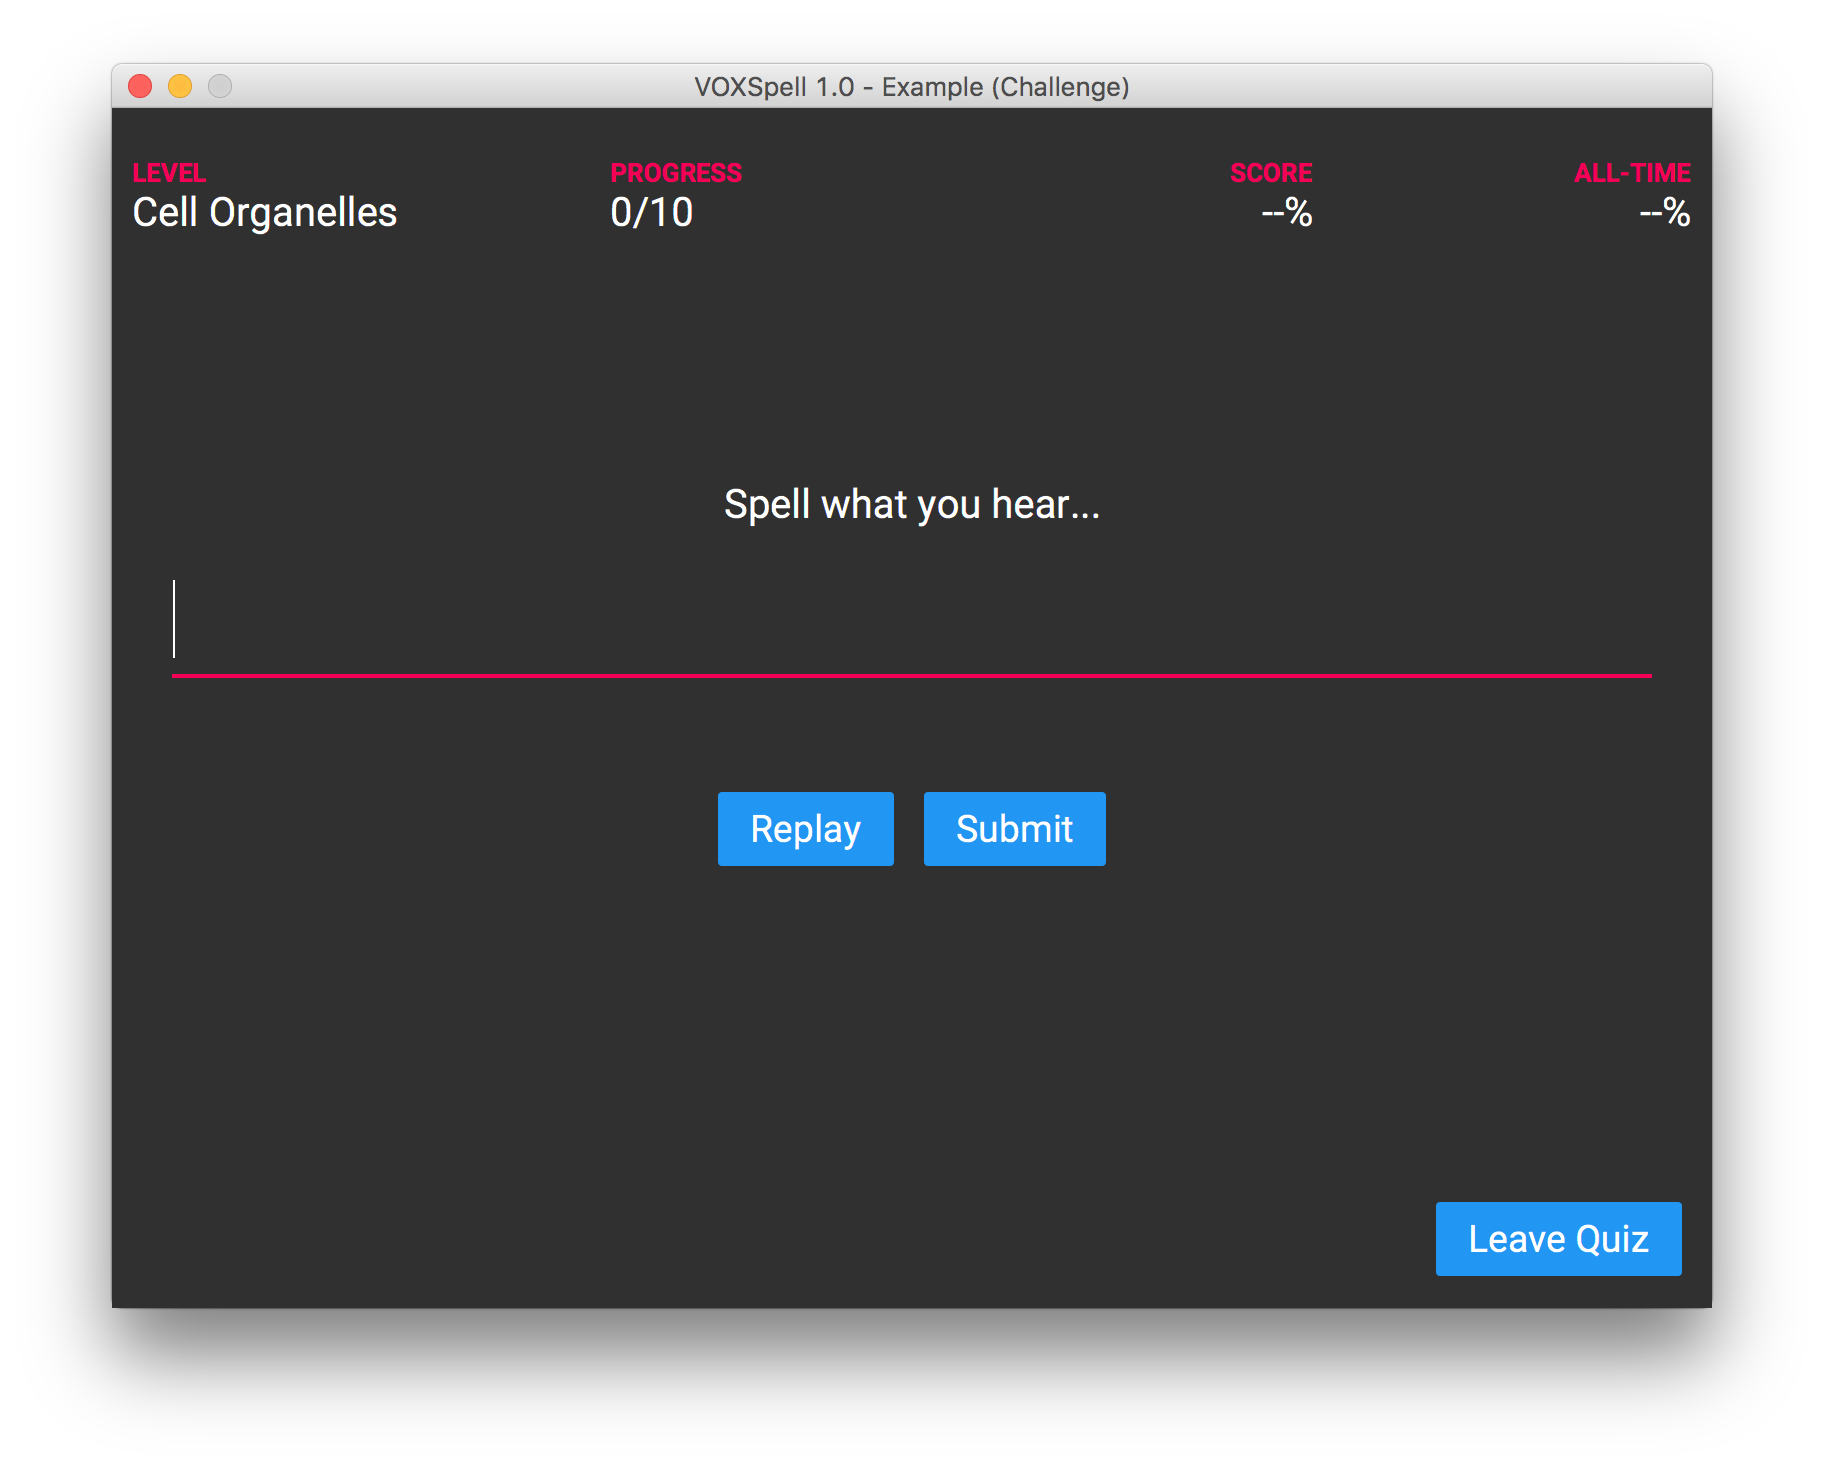 VOXSpell 1.0 - Example (Challenge)
LEVEL
Cell Organelles
PROGRESS
0/10
SCORE
--%
ALL-TIME
--%
Spell what you hear...
Replay
Submit
Leave Quiz